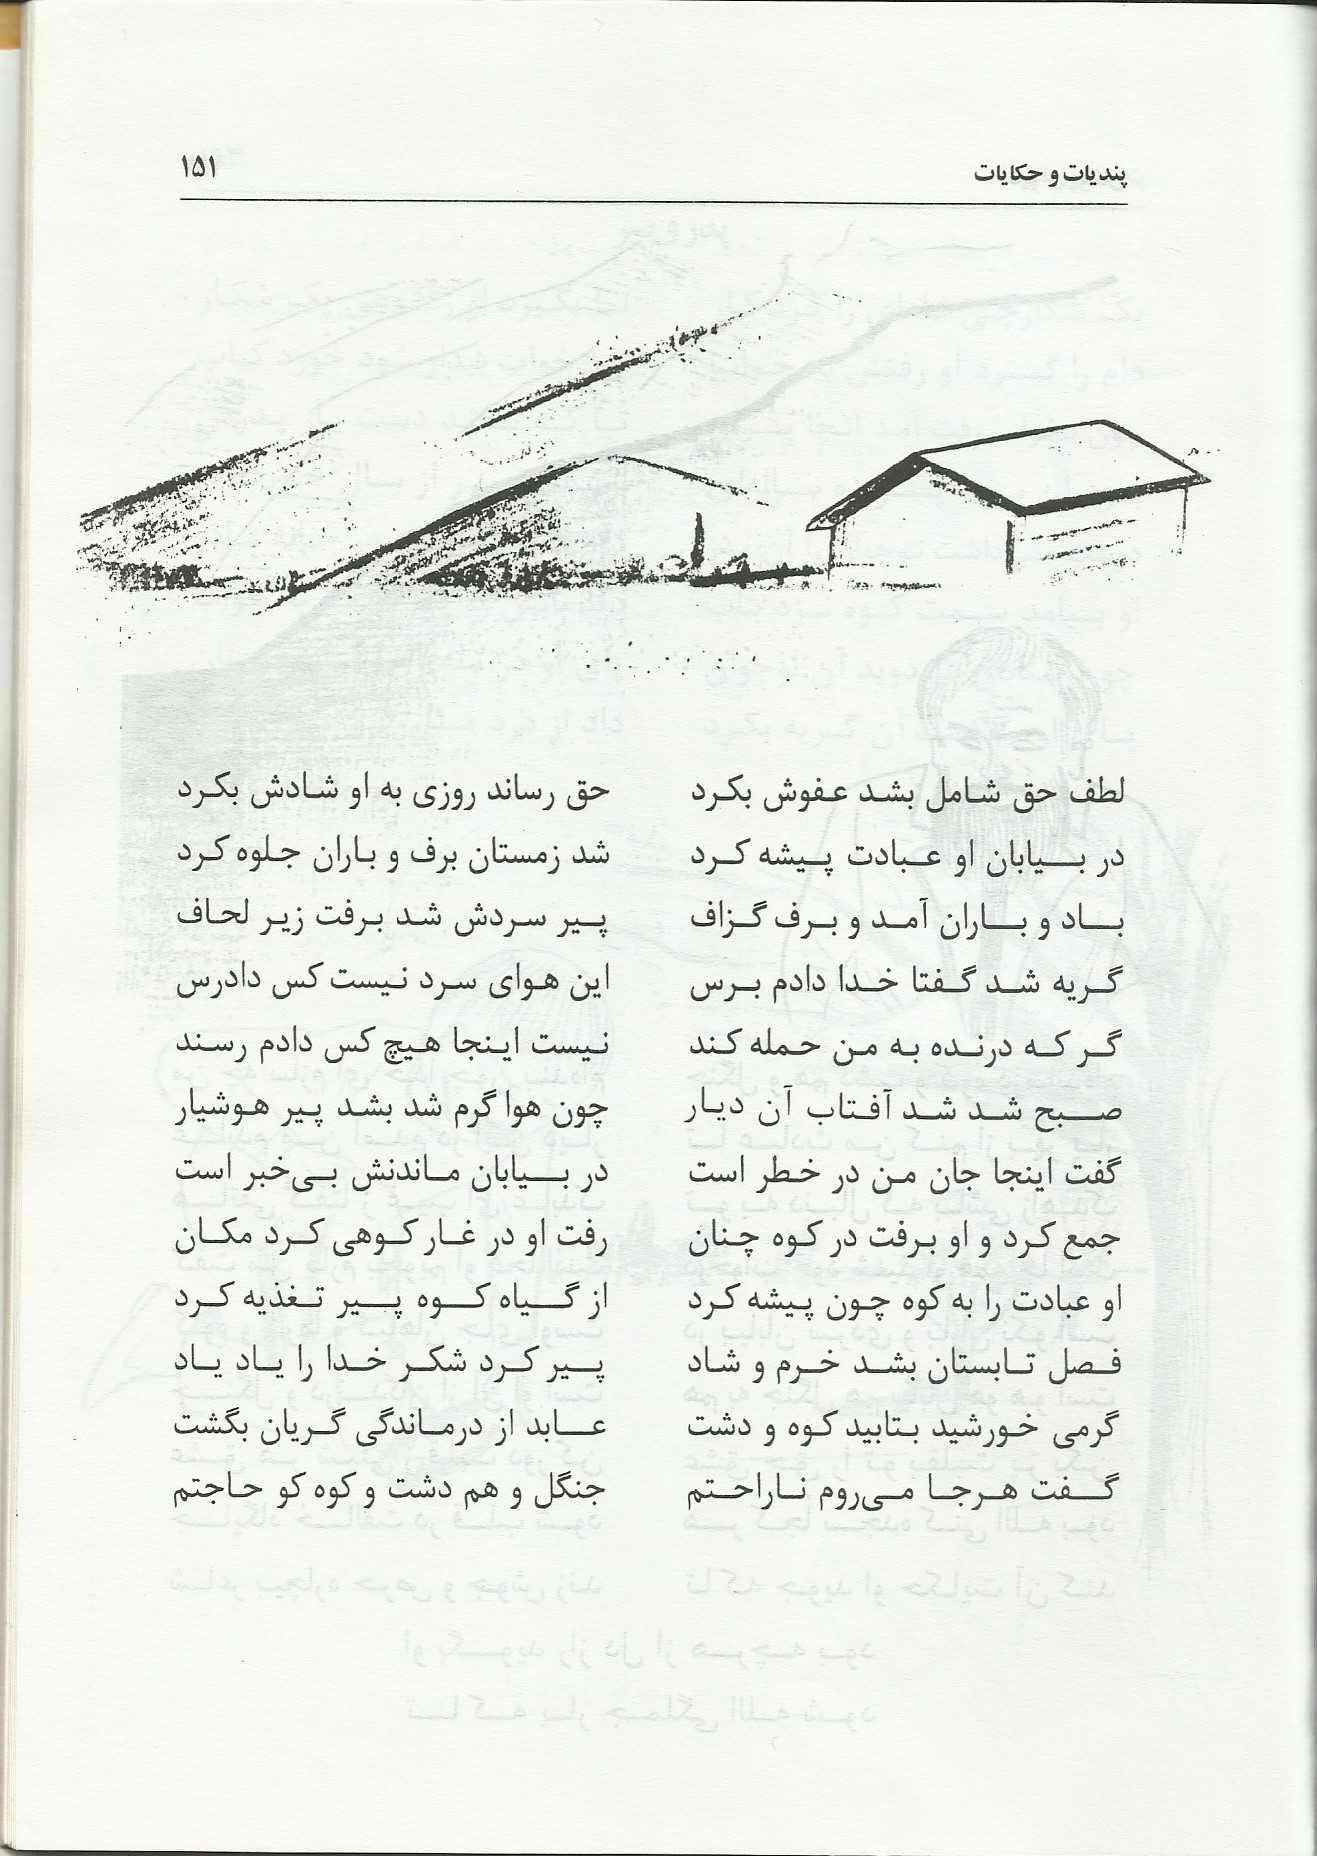 پندیات و حکایات ۱۵۱
لطف حق شامل بشد عفوش بکرد حق رساند روزی به او شادش بکرد
در بیابان او عبادت پیشه کرد شد زمستان برف و باران جلوه کرد
باد و باران آمد و برف گزاف پیر سردش شد برفت زیر لحاف
گریه شد گفتا خدا دادم برس این هوای سرد نیست کس دادرس
گر که درنده به من حمله کند نیست اینجا هیچ کس دادم رسند
صبح شد شد آفتاب آن دیار چون هوا گرم شد بشد پیر هوشیار
گفت اینجا جان من در خطر است در بیابان ماندنش بی‌خبر است
جمع کرد و او برفت در کوه چنان رفت او در غار کوهی کرد مکان
او عبادت را به کوه چون پیشه کرد از گیاه کوه پیر تغذیه کرد
فصل تابستان بشد خرم و شاد پیر کرد شکر خدا را یاد یاد
گرمی خورشید بتابید کوه و دشت عابد از درماندگی گریان بگشت
گفت هرجا می‌روم ناراحتم جنگل و هم دشت و کوه کو حاجتم